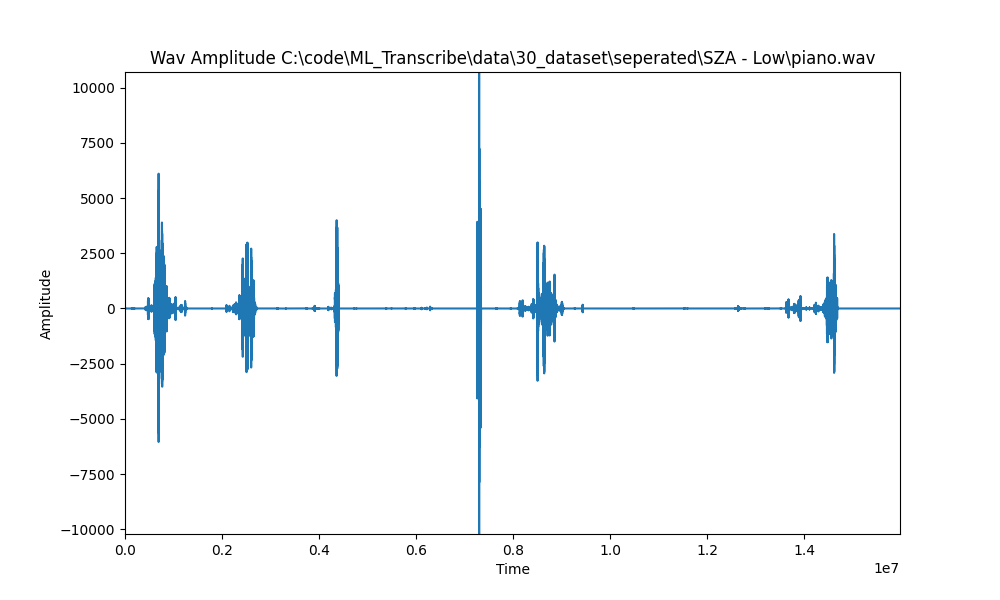 Wav Amplitude C:\code\ML_Transcribe\data\30_dataset\seperated\SZA - Low\piano.wav
10000
7500
5000
2500
0
−2500
−5000
−7500
−10000
Amplitude
0.0 0.2 0.4 0.6 0.8 1.0 1.2 1.4
Time
1e7